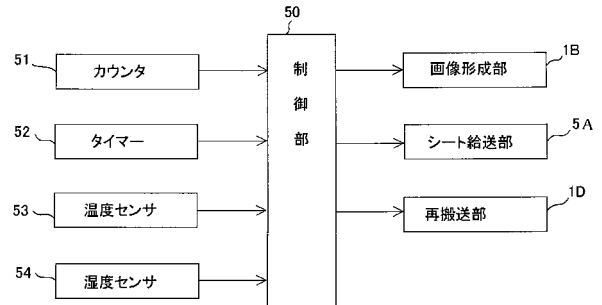 50
制御部
51
カウンタ
52
タイマー
53
温度センサ
54
湿度センサ
画像形成部
1B
シート給送部
5A
再搬送部
1D